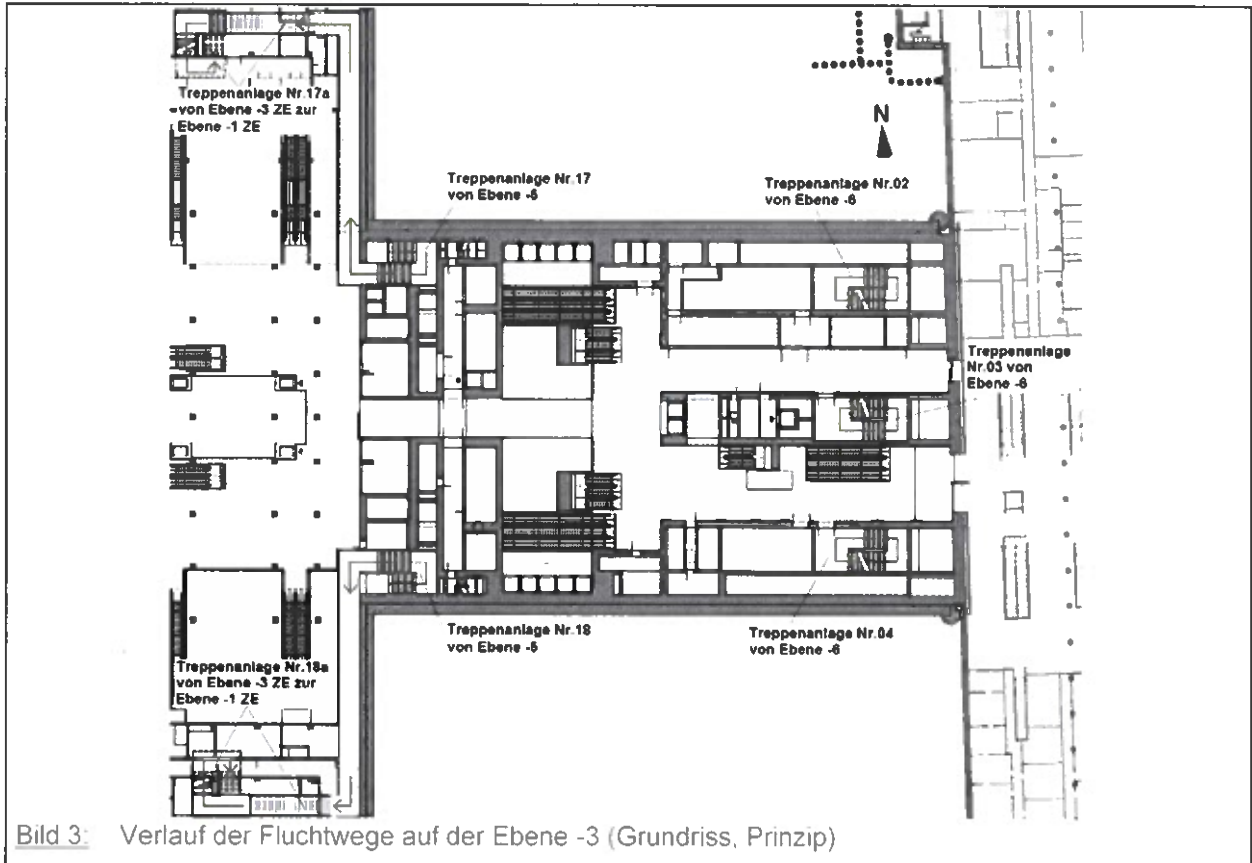 Treppenanlage Nr.17a
von Ebene -3 ZE zur
Ebene -1 ZE
N
Treppenanlage Nr.17
von Ebene -5
Treppenanlage Nr.02
von Ebene -6
Treppenanlage
Nr.03 von
Ebene -6
Treppenanlage Nr.18
von Ebene -5
Treppenanlage Nr.04
von Ebene -6
Treppenanlage Nr.18a
von Ebene -3 ZE zur
Ebene -1 ZE
Bild 3: Verlauf der Fluchtwege auf der Ebene -3 (Grundriss, Prinzip)